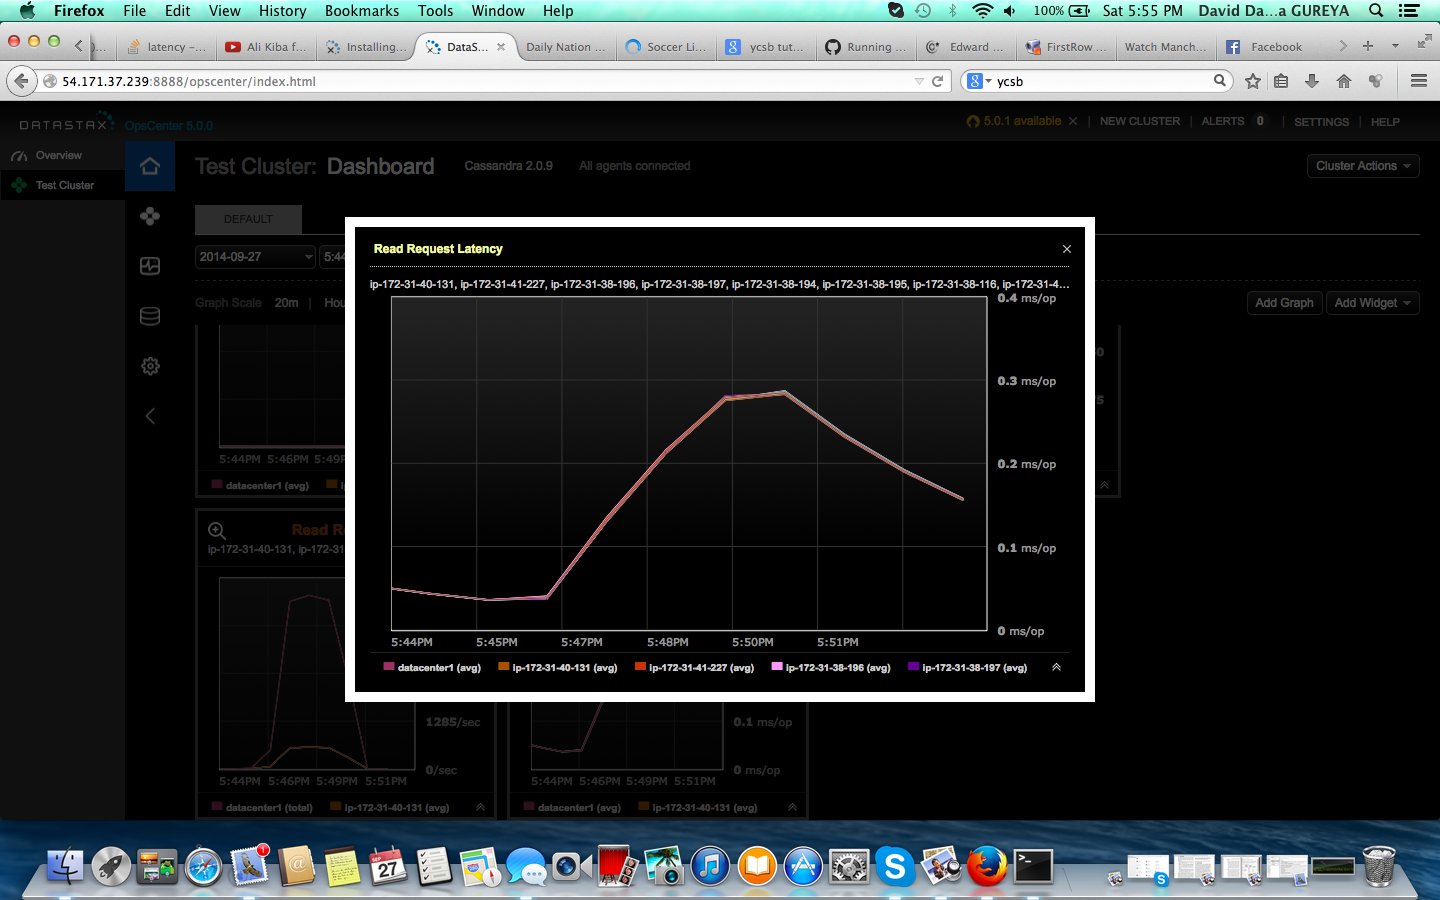 Firefox File Edit View History Bookmarks Tools Window Help 100% Sat 5:55 PM David Da...a GUREYA
)... latency –... Ali Kiba f... Installing... DataS... Daily Nation ... Soccer Li... ycsb tut... Running ... Edward ... FirstRow ... Watch Manch... Facebook
54.171.37.239:8888/opscenter/index.html ycsb
DATASTAX OpsCenter 5.0.0 5.0.1 available × | NEW CLUSTER | ALERTS 0 | SETTINGS | HELP
Overview
Test Cluster
Test Cluster: Dashboard Cassandra 2.0.9 All agents connected Cluster Actions
DEFAULT
2014-09-27 5:44
Graph Scale 20m | Hou
Add Graph Add Widget
Read Request Latency
ip-172-31-40-131, ip-172-31-41-227, ip-172-31-38-196, ip-172-31-38-197, ip-172-31-38-194, ip-172-31-38-195, ip-172-31-38-116, ip-172-31-4...
0.4 ms/op
0.3 ms/op
0.2 ms/op
0.1 ms/op
0 ms/op
5:44PM 5:45PM 5:47PM 5:48PM 5:50PM 5:51PM
datacenter1 (avg) ip-172-31-40-131 (avg) ip-172-31-41-227 (avg) ip-172-31-38-196 (avg) ip-172-31-38-197 (avg)
5:44PM 5:46PM 5:49P
datacenter1 (avg)
Read R
ip-172-31-40-131, ip-172-31
1285/sec
0/sec
5:44PM 5:46PM 5:49PM 5:51PM
datacenter1 (total) ip-172-31-40-131 (avg)
0.1 ms/op
0 ms/op
5:44PM 5:46PM 5:49PM 5:51PM
datacenter1 (avg) ip-172-31-40-131 (avg)
1
SEP
27